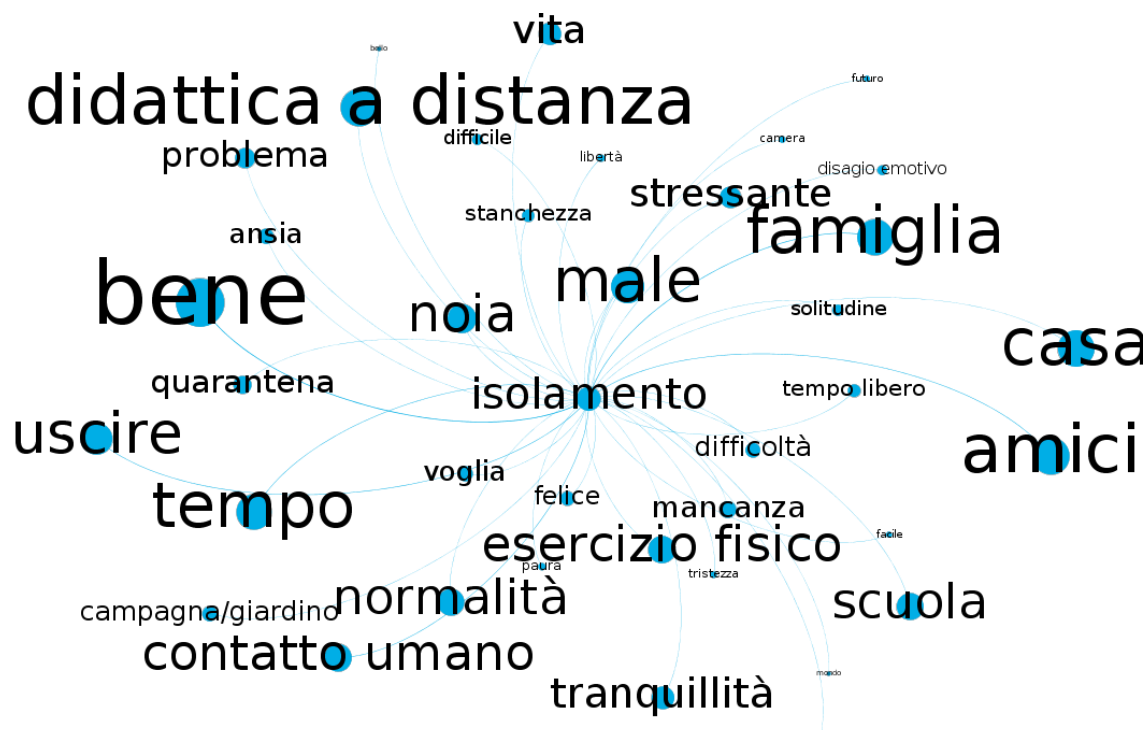 vita
bello
futuro
didattica a distanza
difficile
camera
problema
libertà
disagio emotivo
stressante
stanchezza
famiglia
ansia
male
bene
noia
solitudine
casa
quarantena
isolamento
tempo libero
uscire
difficoltà
amici
voglia
felice
tempo
mancanza
facile
esercizio fisico
paura
tristezza
normalità
campagna/giardino
scuola
contatto umano
mondo
tranquillità